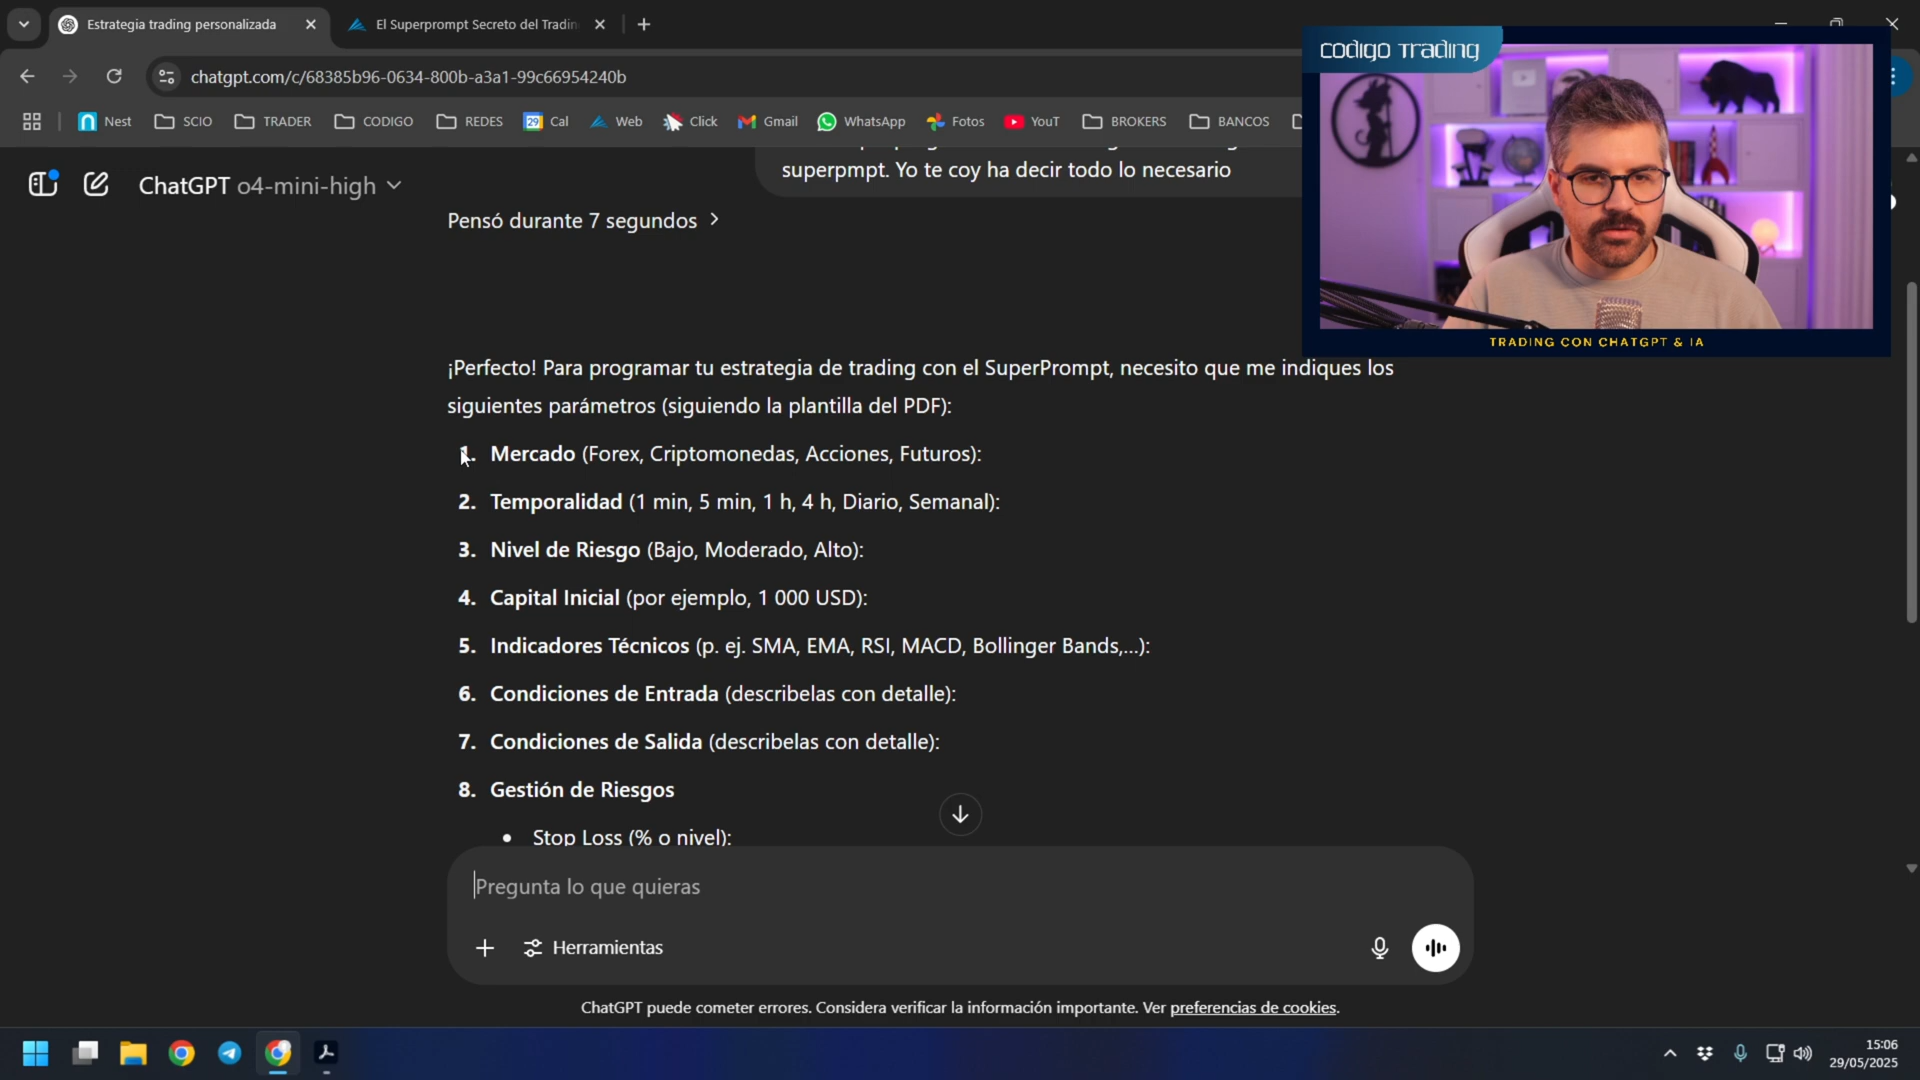 Estrategia trading personalizada
El Superprompt Secreto del Tradin
chatgpt.com/c/68385b96-0634-800b-a3a1-99c66954240b
Nest
SCIO
TRADER
CODIGO
REDES
29
Cal
Web
Click
Gmail
WhatsApp
Fotos
YouT
BROKERS
BANCOS
codigo Trading
TRADING CON CHATGPT & IA
ChatGPT o4-mini-high
superpmpt. Yo te coy ha decir todo lo necesario
Pensó durante 7 segundos
¡Perfecto! Para programar tu estrategia de trading con el SuperPrompt, necesito que me indiques los
siguientes parámetros (siguiendo la plantilla del PDF):
1. Mercado (Forex, Criptomonedas, Acciones, Futuros):
2. Temporalidad (1 min, 5 min, 1 h, 4 h, Diario, Semanal):
3. Nivel de Riesgo (Bajo, Moderado, Alto):
4. Capital Inicial (por ejemplo, 1 000 USD):
5. Indicadores Técnicos (p. ej. SMA, EMA, RSI, MACD, Bollinger Bands,...):
6. Condiciones de Entrada (describelas con detalle):
7. Condiciones de Salida (describelas con detalle):
8. Gestión de Riesgos
• Stop Loss (% o nivel):
Pregunta lo que quieras
Herramientas
ChatGPT puede cometer errores. Considera verificar la información importante. Ver preferencias de cookies.
15:06
29/05/2025